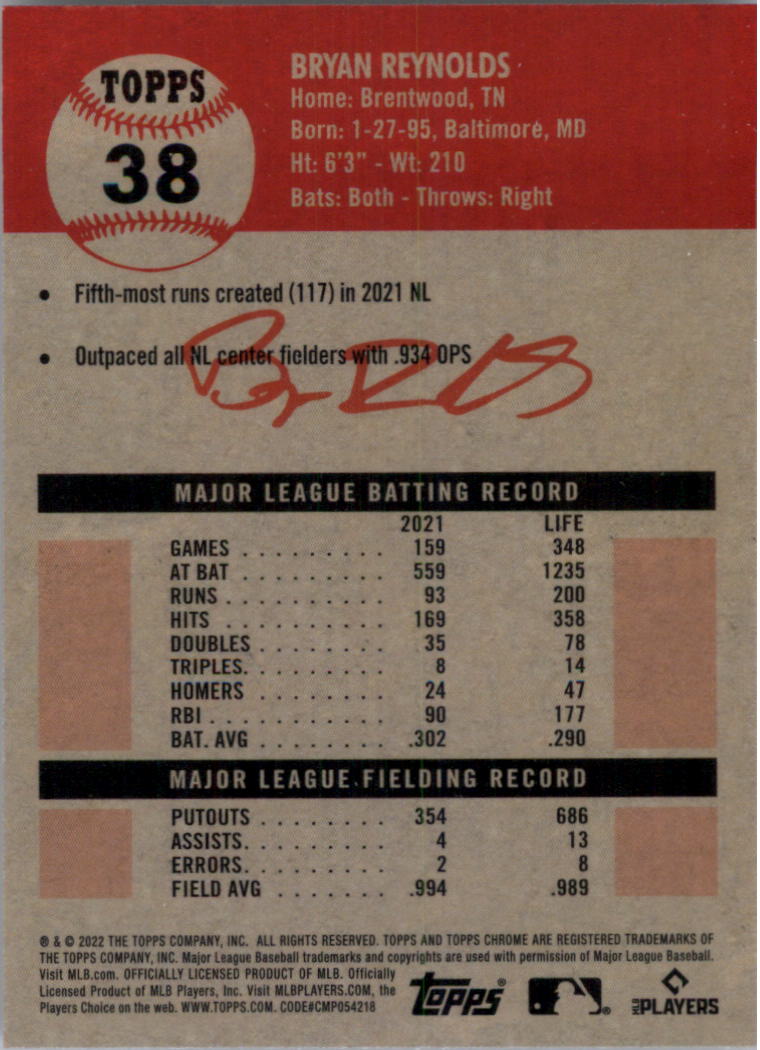 TOPPS
38
BRYAN REYNOLDS
Home: Brentwood, TN
Born: 1-27-95, Baltimore, MD
Ht: 6'3" - Wt: 210
Bats: Both - Throws: Right
• Fifth-most runs created (117) in 2021 NL
• Outpaced all NL center fielders with .934 OPS
MAJOR LEAGUE BATTING RECORD
2021 LIFE
GAMES . . . . . . . . . 159 348
AT BAT . . . . . . . . . 559 1235
RUNS . . . . . . . . . . 93 200
HITS . . . . . . . . . . 169 358
DOUBLES . . . . . . . . 35 78
TRIPLES. . . . . . . . . 8 14
HOMERS . . . . . . . . 24 47
RBI . . . . . . . . . . . 90 177
BAT. AVG . . . . . . . . .302 .290
MAJOR LEAGUE FIELDING RECORD
PUTOUTS . . . . . . . . 354 686
ASSISTS. . . . . . . . . 4 13
ERRORS. . . . . . . . . 2 8
FIELD AVG . . . . . . . .994 .989
® & © 2022 THE TOPPS COMPANY, INC. ALL RIGHTS RESERVED. TOPPS AND TOPPS CHROME ARE REGISTERED TRADEMARKS OF
THE TOPPS COMPANY, INC. Major League Baseball trademarks and copyrights are used with permission of Major League Baseball.
Visit MLB.com. OFFICIALLY LICENSED PRODUCT OF MLB. Officially
Licensed Product of MLB Players, Inc. Visit MLBPLAYERS.COM, the
Players Choice on the web. WWW.TOPPS.COM. CODE#CMP054218
topps®
MLB PLAYERS